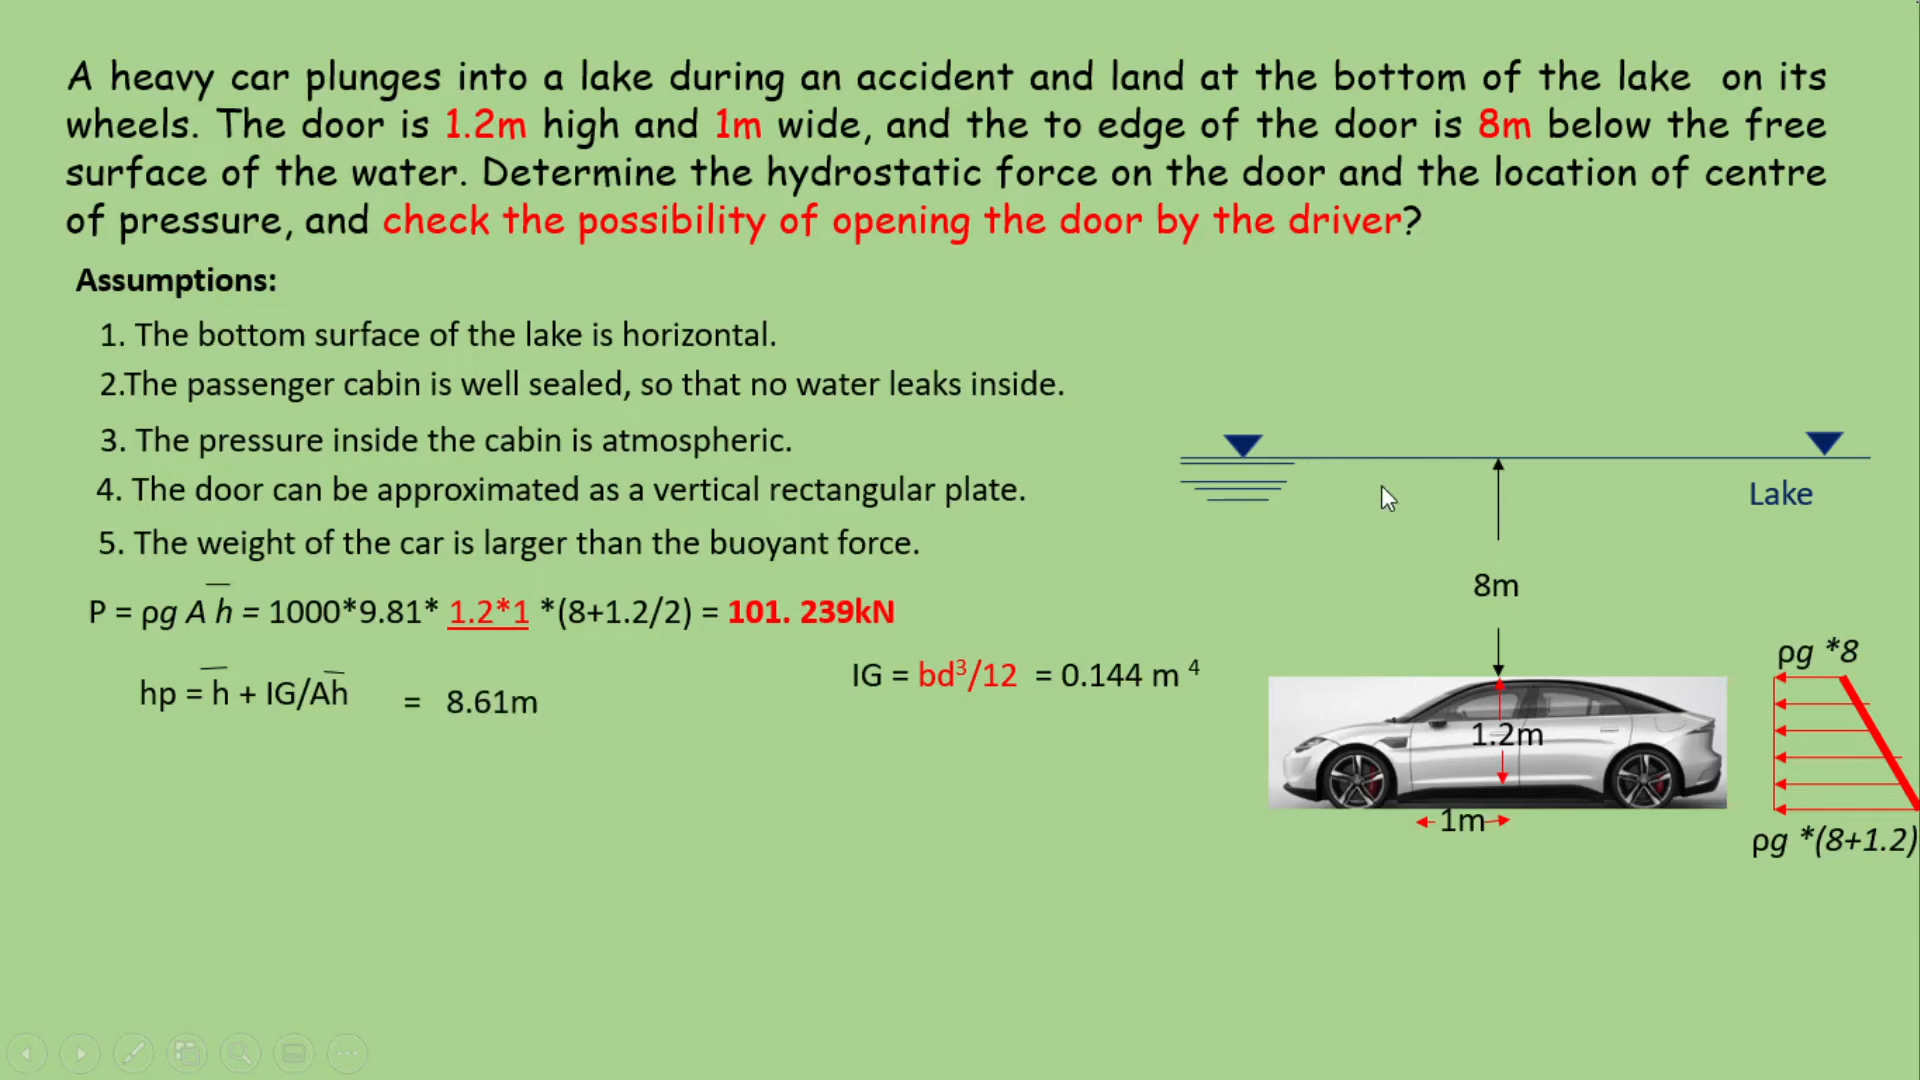 A heavy car plunges into a lake during an accident and land at the bottom of the lake on its
wheels. The door is 1.2m high and 1m wide, and the to edge of the door is 8m below the free
surface of the water. Determine the hydrostatic force on the door and the location of centre
of pressure, and check the possibility of opening the door by the driver?
Assumptions:
1. The bottom surface of the lake is horizontal.
2.The passenger cabin is well sealed, so that no water leaks inside.
3. The pressure inside the cabin is atmospheric.
4. The door can be approximated as a vertical rectangular plate.
5. The weight of the car is larger than the buoyant force.
P = ρg A h̅ = 1000*9.81* 1.2*1 *(8+1.2/2) = 101. 239kN
hp = h̅ + IG/Ah̅ = 8.61m
IG = bd³/12 = 0.144 m ⁴
Lake
8m
1.2m
1m
ρg *8
ρg *(8+1.2)